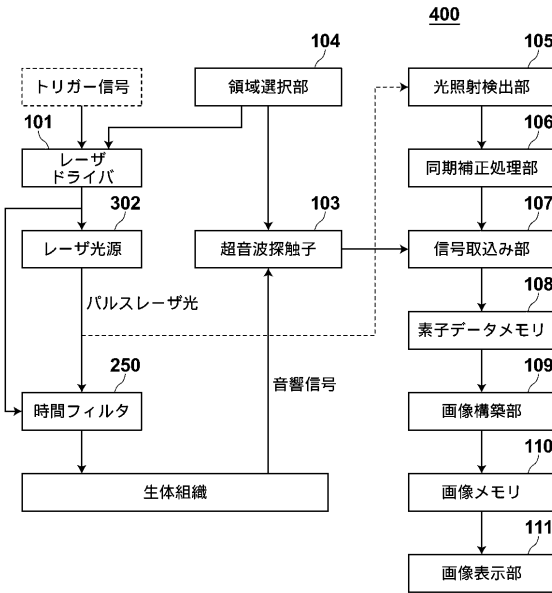 400
トリガー信号
101
レーザ
ドライバ
302
レーザ光源
パルスレーザ光
250
時間フィルタ
生体組織
104
領域選択部
103
超音波探触子
音響信号
105
光照射検出部
106
同期補正処理部
107
信号取込み部
108
素子データメモリ
109
画像構築部
110
画像メモリ
111
画像表示部